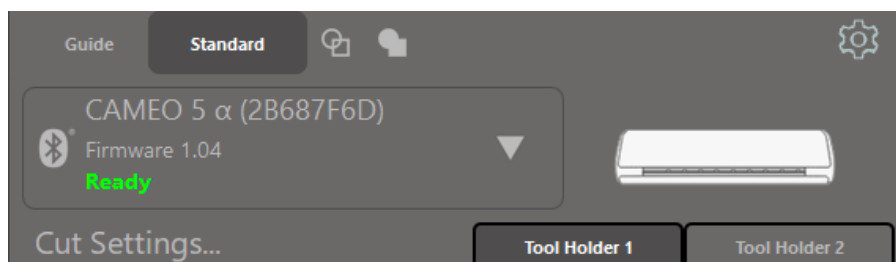 Guide Standard
CAMEO 5 α (2B687F6D)
Firmware 1.04
Ready
Cut Settings...
Tool Holder 1 Tool Holder 2